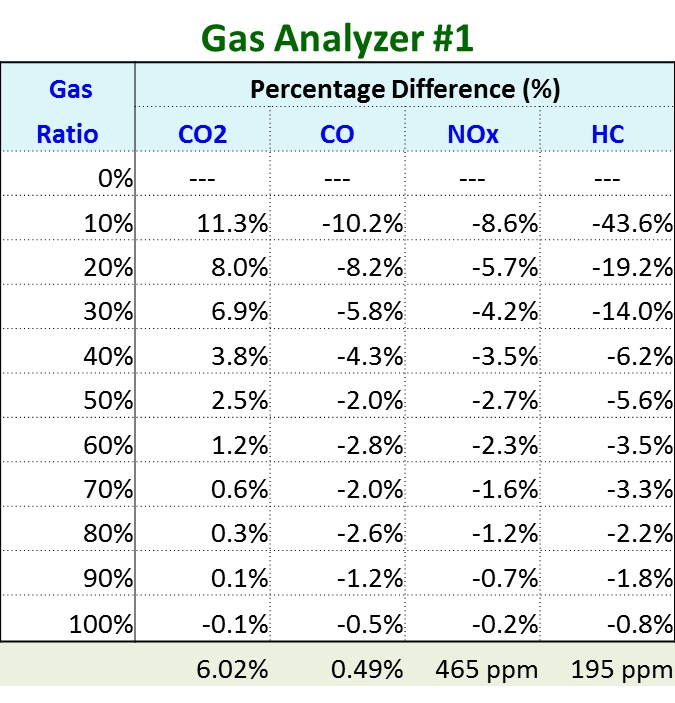 Gas Analyzer #1
Gas Percentage Difference (%)
Ratio CO2 CO NOx HC
0% --- --- --- ---
10% 11.3% -10.2% -8.6% -43.6%
20% 8.0% -8.2% -5.7% -19.2%
30% 6.9% -5.8% -4.2% -14.0%
40% 3.8% -4.3% -3.5% -6.2%
50% 2.5% -2.0% -2.7% -5.6%
60% 1.2% -2.8% -2.3% -3.5%
70% 0.6% -2.0% -1.6% -3.3%
80% 0.3% -2.6% -1.2% -2.2%
90% 0.1% -1.2% -0.7% -1.8%
100% -0.1% -0.5% -0.2% -0.8%
6.02% 0.49% 465 ppm 195 ppm